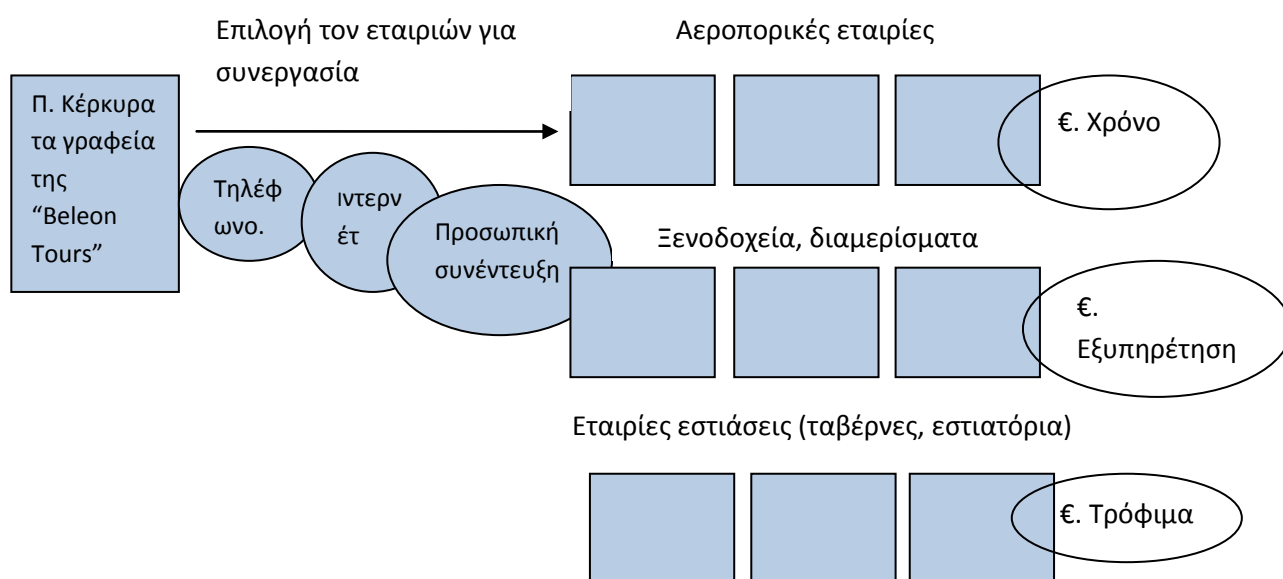 Επιλογή τον εταιριών για
συνεργασία
Αεροπορικές εταιρίες
Π. Κέρκυρα
τα γραφεία
της
“Beleon
Tours”
€. Χρόνο
Τηλέφ
ωνο.
Ιντερν
έτ
Προσωπική
συνέντευξη
Ξενοδοχεία, διαμερίσματα
€.
Εξυπηρέτηση
Εταιρίες εστιάσεις (ταβέρνες, εστιατόρια)
€. Τρόφιμα